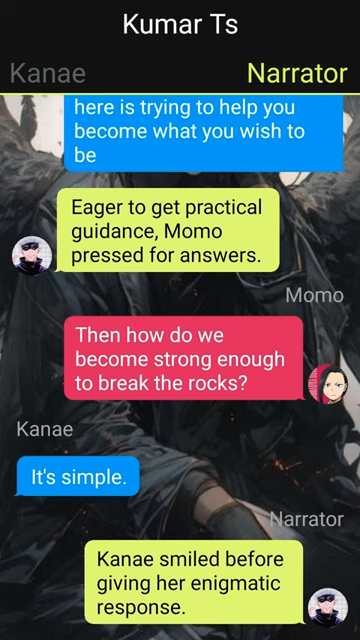 Kumar Ts
Kanae
Narrator
here is trying to help you
become what you wish to
be
Eager to get practical
guidance, Momo
pressed for answers.
Momo
Then how do we
become strong enough
to break the rocks?
Kanae
It's simple.
Narrator
Kanae smiled before
giving her enigmatic
response.